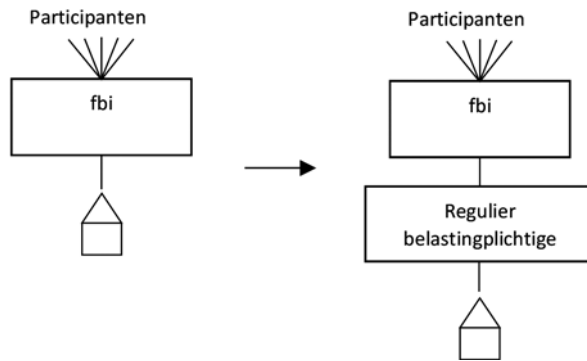 Participanten
fbi
Participanten
fbi
Regulier
belastingplichtige